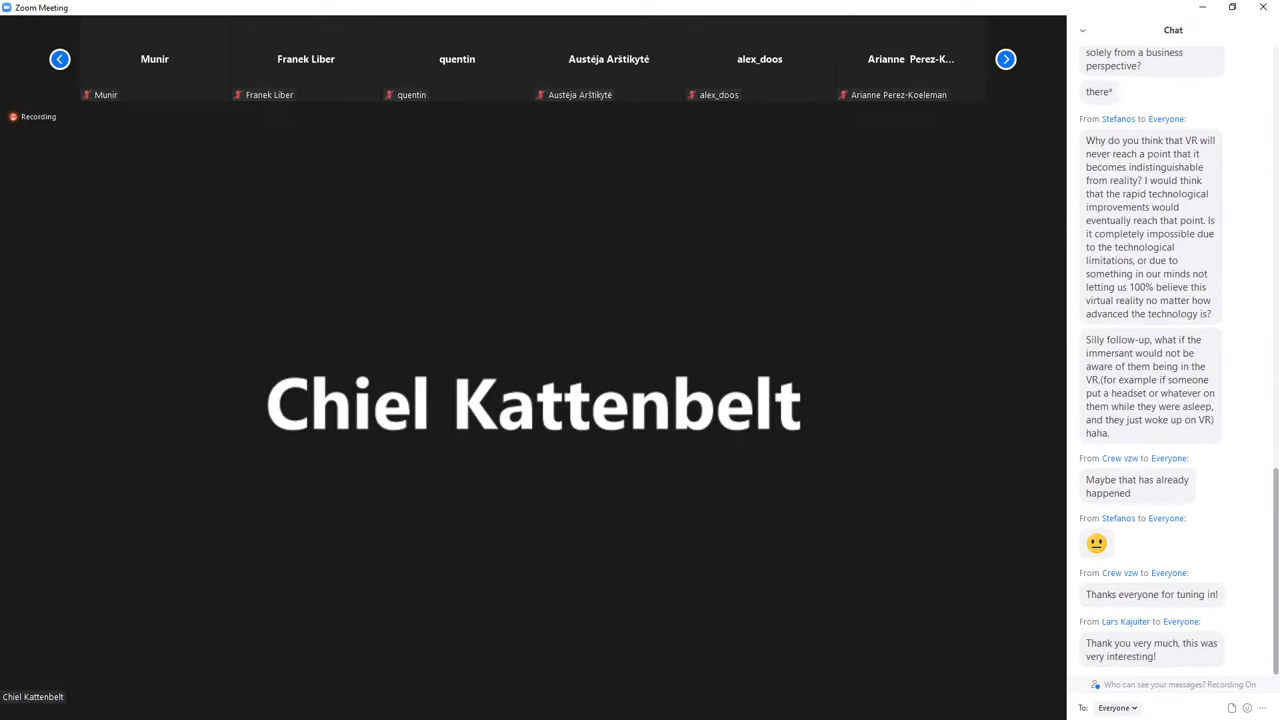 Zoom Meeting
Munir
Franek Liber
quentin
Austėja Arštikytė
alex_doos
Arianne Perez-K...
Munir
Franek Liber
quentin
Austėja Arštikytė
alex_doos
Arianne Perez-Koeleman
Recording
Chiel Kattenbelt
Chiel Kattenbelt
Chat
solely from a business
perspective?
there*
From Stefanos to Everyone:
Why do you think that VR will
never reach a point that it
becomes indistinguishable
from reality? I would think
that the rapid technological
improvements would
eventually reach that point. Is
it completely impossible due
to the technological
limitations, or due to
something in our minds not
letting us 100% believe this
virtual reality no matter how
advanced the technology is?
Silly follow-up, what if the
immersant would not be
aware of them being in the
VR.(for example if someone
put a headset or whatever on
them while they were asleep,
and they just woke up on VR)
haha.
From Crew vzw to Everyone:
Maybe that has already
happened
From Stefanos to Everyone:
From Crew vzw to Everyone:
Thanks everyone for tuning in!
From Lars Kajuiter to Everyone:
Thank you very much, this was
very interesting!
Who can see your messages? Recording On
To: Everyone